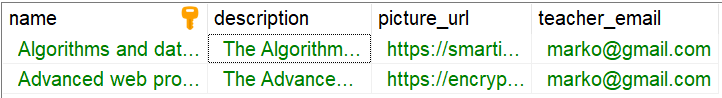 name description picture_url teacher_email
Algorithms and dat... The Algorithm... https://smarti... marko@gmail.com
Advanced web pro... The Advance... https://encryp... marko@gmail.com